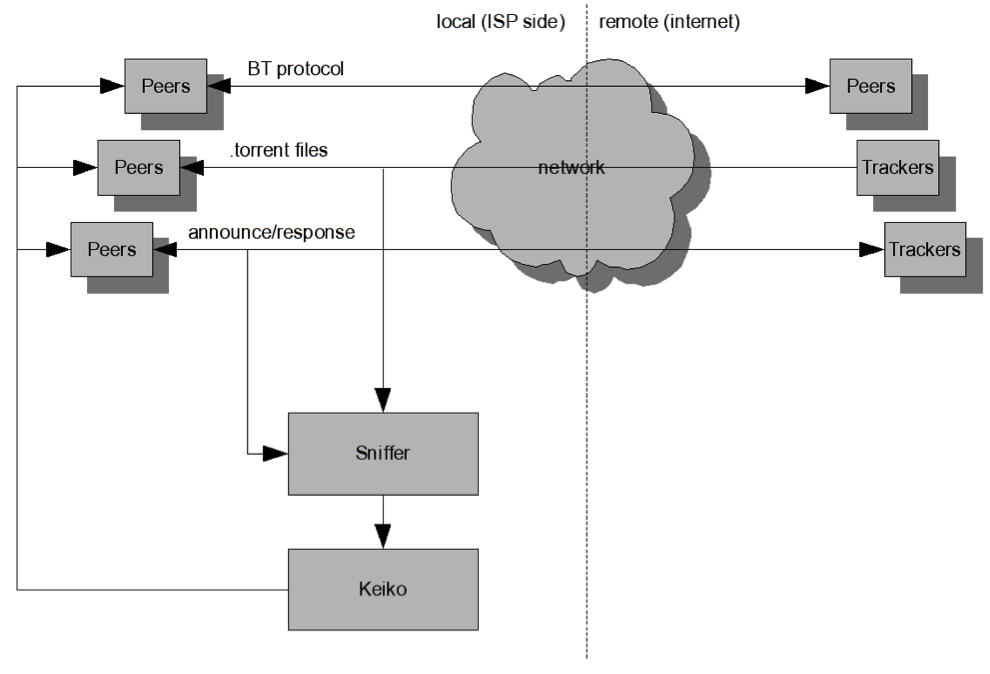 local (ISP side) remote (internet)
BT protocol
Peers Peers
.torrent files
Peers network Trackers
announce/response
Peers Trackers
Sniffer
Keiko